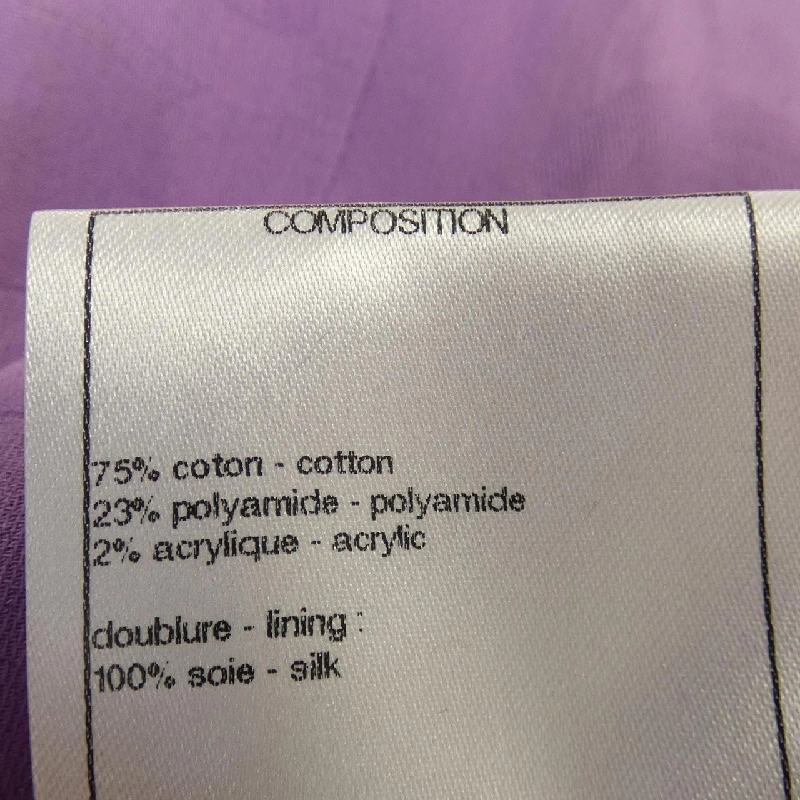 COMPOSITION
75% coton - cotton
23% polyamide - polyamide
2% acrylique - acrylic
doublure - lining :
100% soie - silk